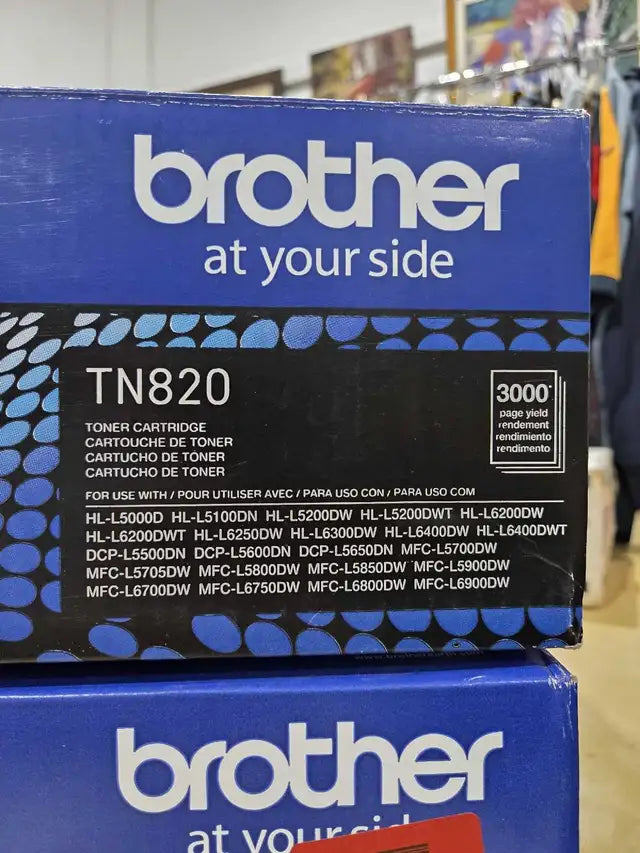 brother
at your side
TN820
TONER CARTRIDGE
CARTOUCHE DE TONER
CARTUCHO DE TÓNER
CARTUCHO DE TONER
3000*
page yield
rendement
rendimiento
rendimento
FOR USE WITH / POUR UTILISER AVEC / PARA USO CON / PARA USO COM
HL-L5000D HL-L5100DN HL-L5200DW HL-L5200DWT HL-L6200DW
HL-L6200DWT HL-L6250DW HL-L6300DW HL-L6400DW HL-L6400DWT
DCP-L5500DN DCP-L5600DN DCP-L5650DN MFC-L5700DW
MFC-L5705DW MFC-L5800DW MFC-L5850DW MFC-L5900DW
MFC-L6700DW MFC-L6750DW MFC-L6800DW MFC-L6900DW
brother
at your side